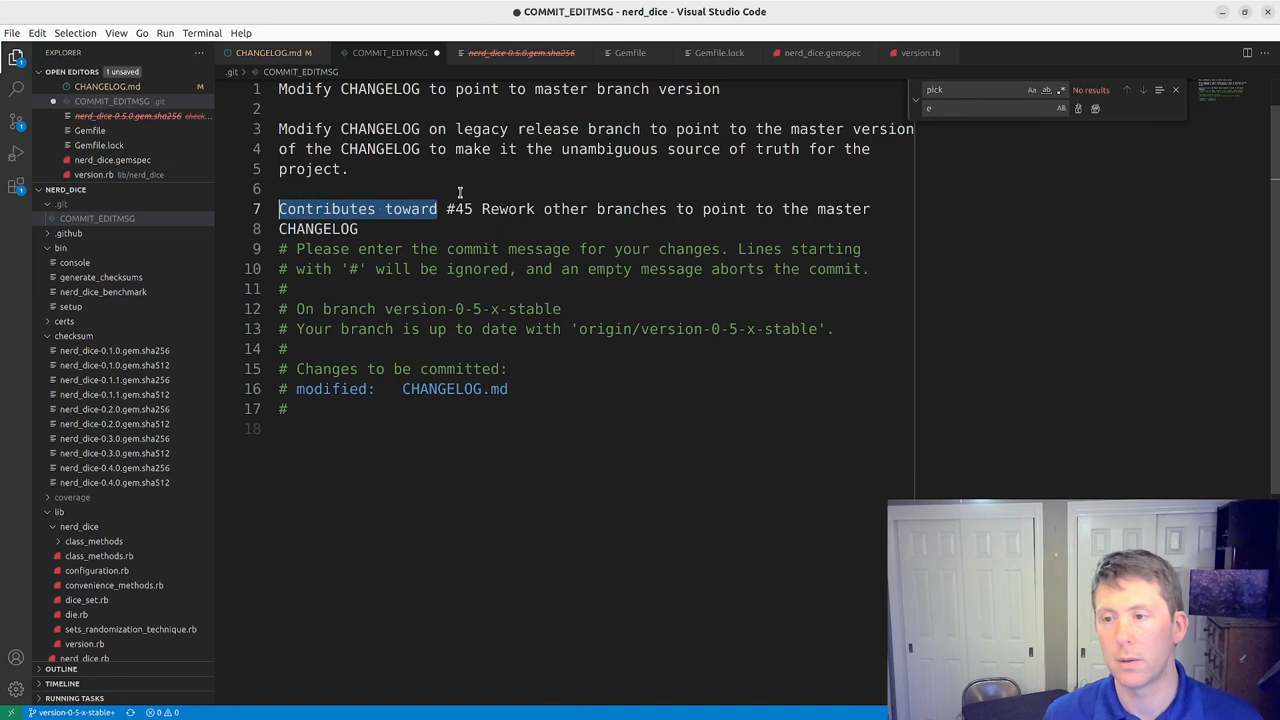 ● COMMIT_EDITMSG - nerd_dice - Visual Studio Code
File Edit Selection View Go Run Terminal Help
EXPLORER
CHANGELOG.md M
COMMIT_EDITMSG
nerd_dice-0.5.0.gem.sha256
Gemfile
Gemfile.lock
nerd_dice.gemspec
version.rb
.git > COMMIT_EDITMSG
OPEN EDITORS 1 unsaved
CHANGELOG.md M
COMMIT_EDITMSG .git
nerd_dice-0.5.0.gem.sha256 check...
Gemfile
Gemfile.lock
nerd_dice.gemspec
version.rb lib/nerd_dice
NERD_DICE
.git
COMMIT_EDITMSG
.github
bin
console
generate_checksums
nerd_dice_benchmark
setup
certs
checksum
nerd_dice-0.1.0.gem.sha256
nerd_dice-0.1.0.gem.sha512
nerd_dice-0.1.1.gem.sha256
nerd_dice-0.1.1.gem.sha512
nerd_dice-0.2.0.gem.sha256
nerd_dice-0.2.0.gem.sha512
nerd_dice-0.3.0.gem.sha256
nerd_dice-0.3.0.gem.sha512
nerd_dice-0.4.0.gem.sha256
nerd_dice-0.4.0.gem.sha512
coverage
lib
nerd_dice
class_methods
class_methods.rb
configuration.rb
convenience_methods.rb
dice_set.rb
die.rb
sets_randomization_technique.rb
version.rb
nerd_dice.rb
OUTLINE
TIMELINE
RUNNING TASKS
1 Modify CHANGELOG to point to master branch version
2
3 Modify CHANGELOG on legacy release branch to point to the master version
4 of the CHANGELOG to make it the unambiguous source of truth for the
5 project.
6
7 Contributes toward #45 Rework other branches to point to the master
8 CHANGELOG
9 # Please enter the commit message for your changes. Lines starting
10 # with '#' will be ignored, and an empty message aborts the commit.
11 #
12 # On branch version-0-5-x-stable
13 # Your branch is up to date with 'origin/version-0-5-x-stable'.
14 #
15 # Changes to be committed:
16 # modified: CHANGELOG.md
17 #
18
pick Aa ab .* No results
e AB
version-0-5-x-stable+ 0 0